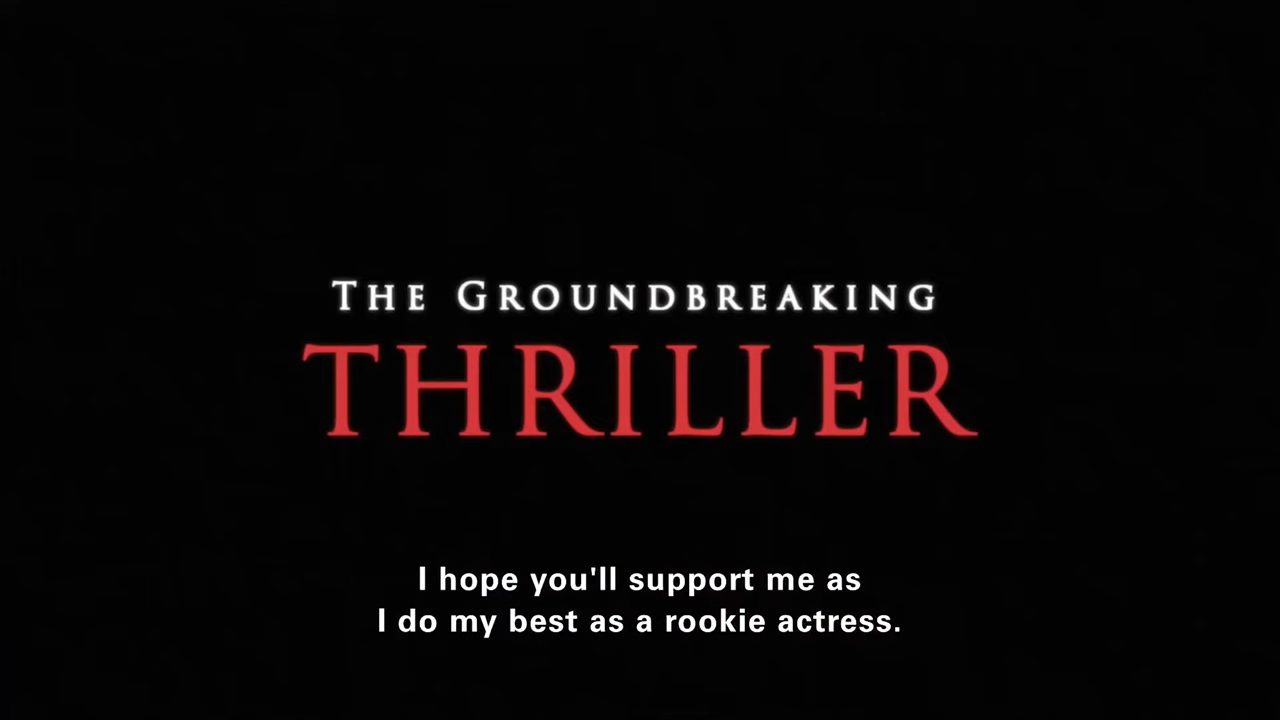 THE GROUNDBREAKING
THRILLER
I hope you'll support me as
I do my best as a rookie actress.